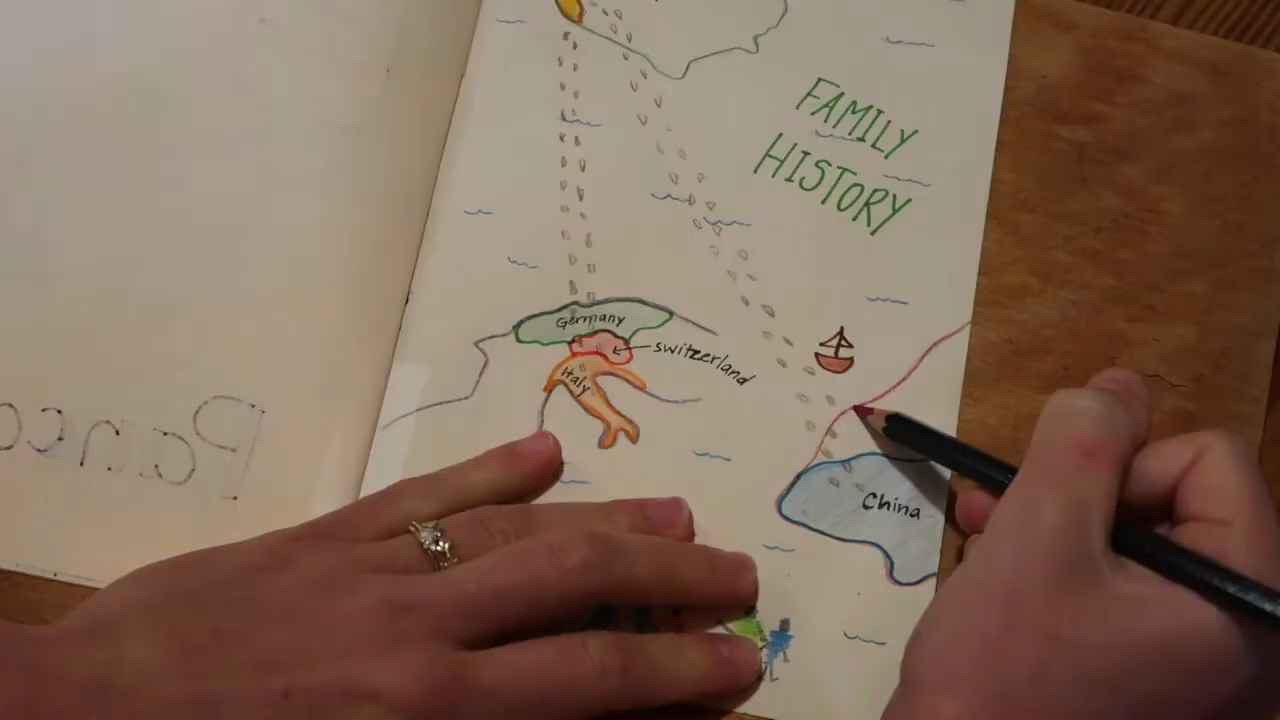 FAMILY
HISTORY
Germany
switzerland
Italy
China